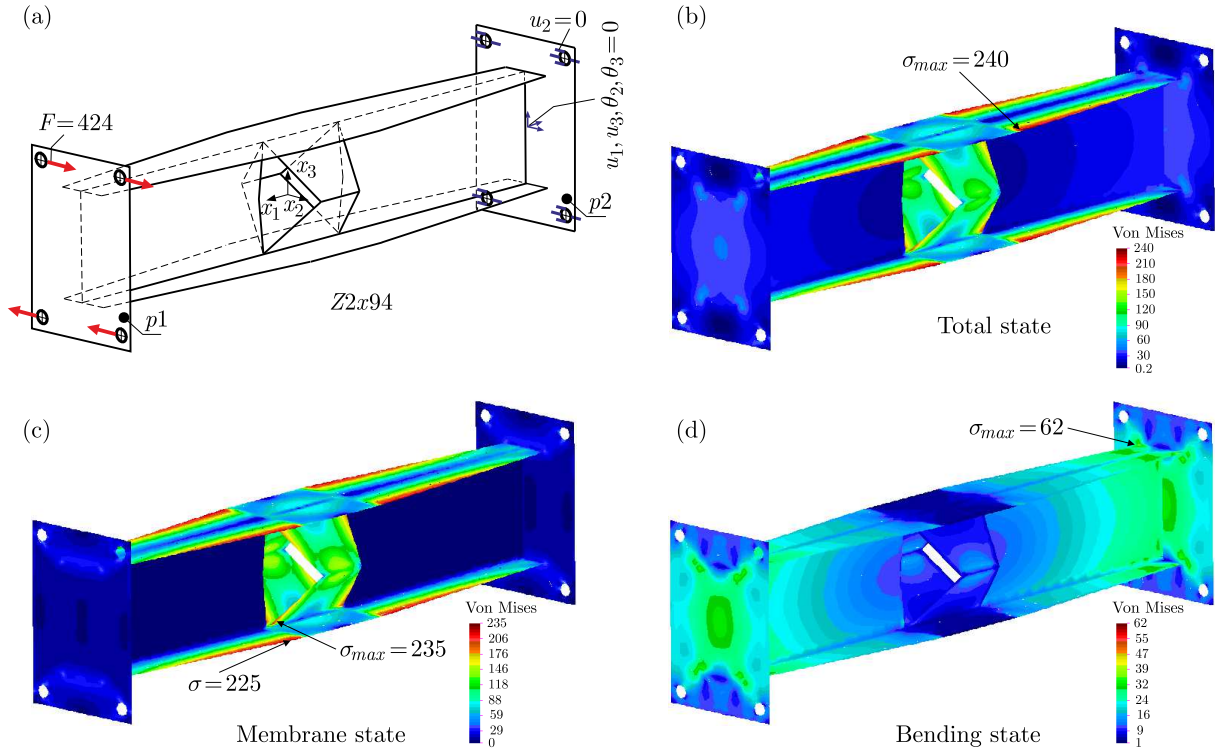 (a)
u2=0
u1, u3, θ2, θ3=0
F=424
x3
x1
x2
p2
p1
Z2x94
(b)
σmax=240
Von Mises
240
210
180
150
120
90
60
30
0.2
Total state
(c)
σmax=235
σ=225
Von Mises
235
206
176
146
118
88
59
29
0
Membrane state
(d)
σmax=62
Von Mises
62
55
47
39
32
24
16
9
1
Bending state